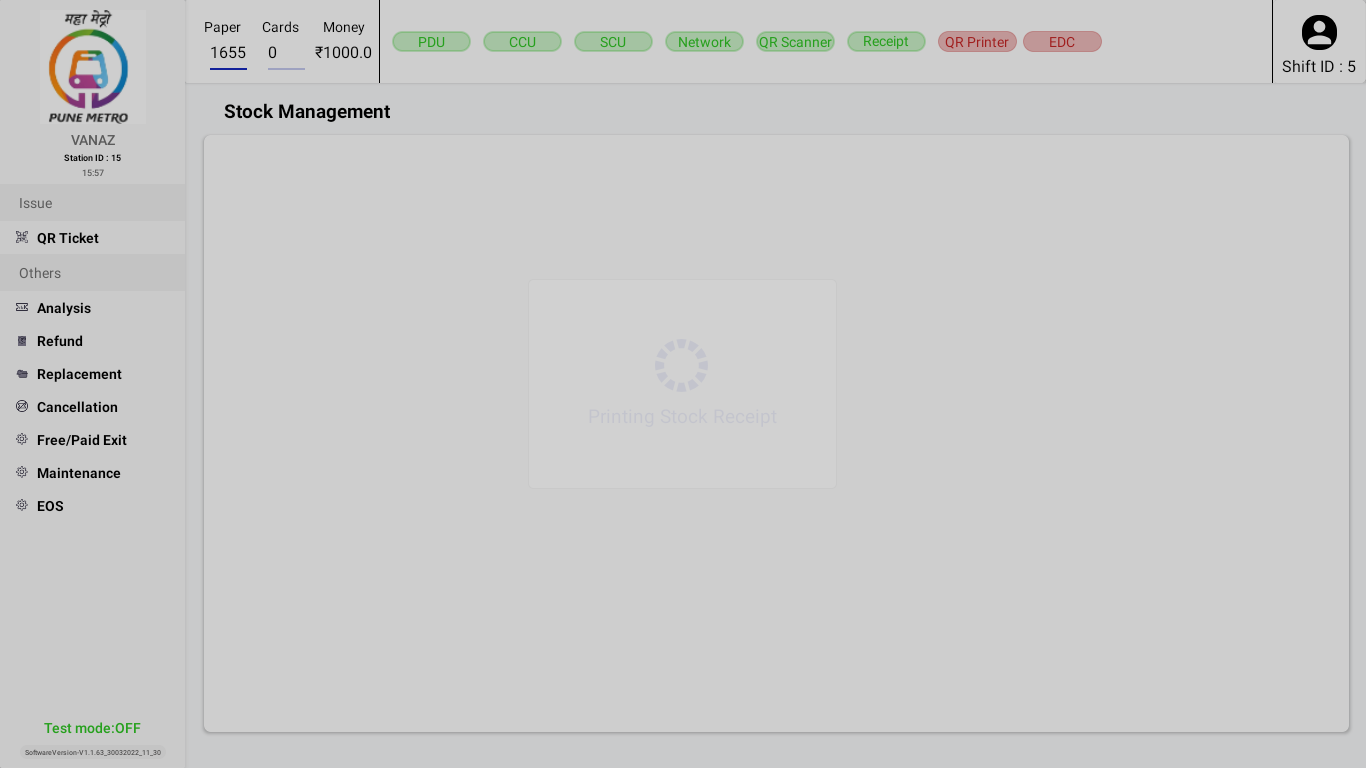 महा मेट्रो
PUNE METRO
VANAZ
Station ID : 15
15:57
Issue
QR Ticket
Others
Analysis
Refund
Replacement
Cancellation
Free/Paid Exit
Maintenance
EOS
Test mode:OFF
SoftwareVersion-V1.1.63_30032022_11_30
Paper Cards Money
1655 0 ₹1000.0
PDU CCU SCU Network QR Scanner Receipt QR Printer EDC
Shift ID : 5
Stock Management
Printing Stock Receipt